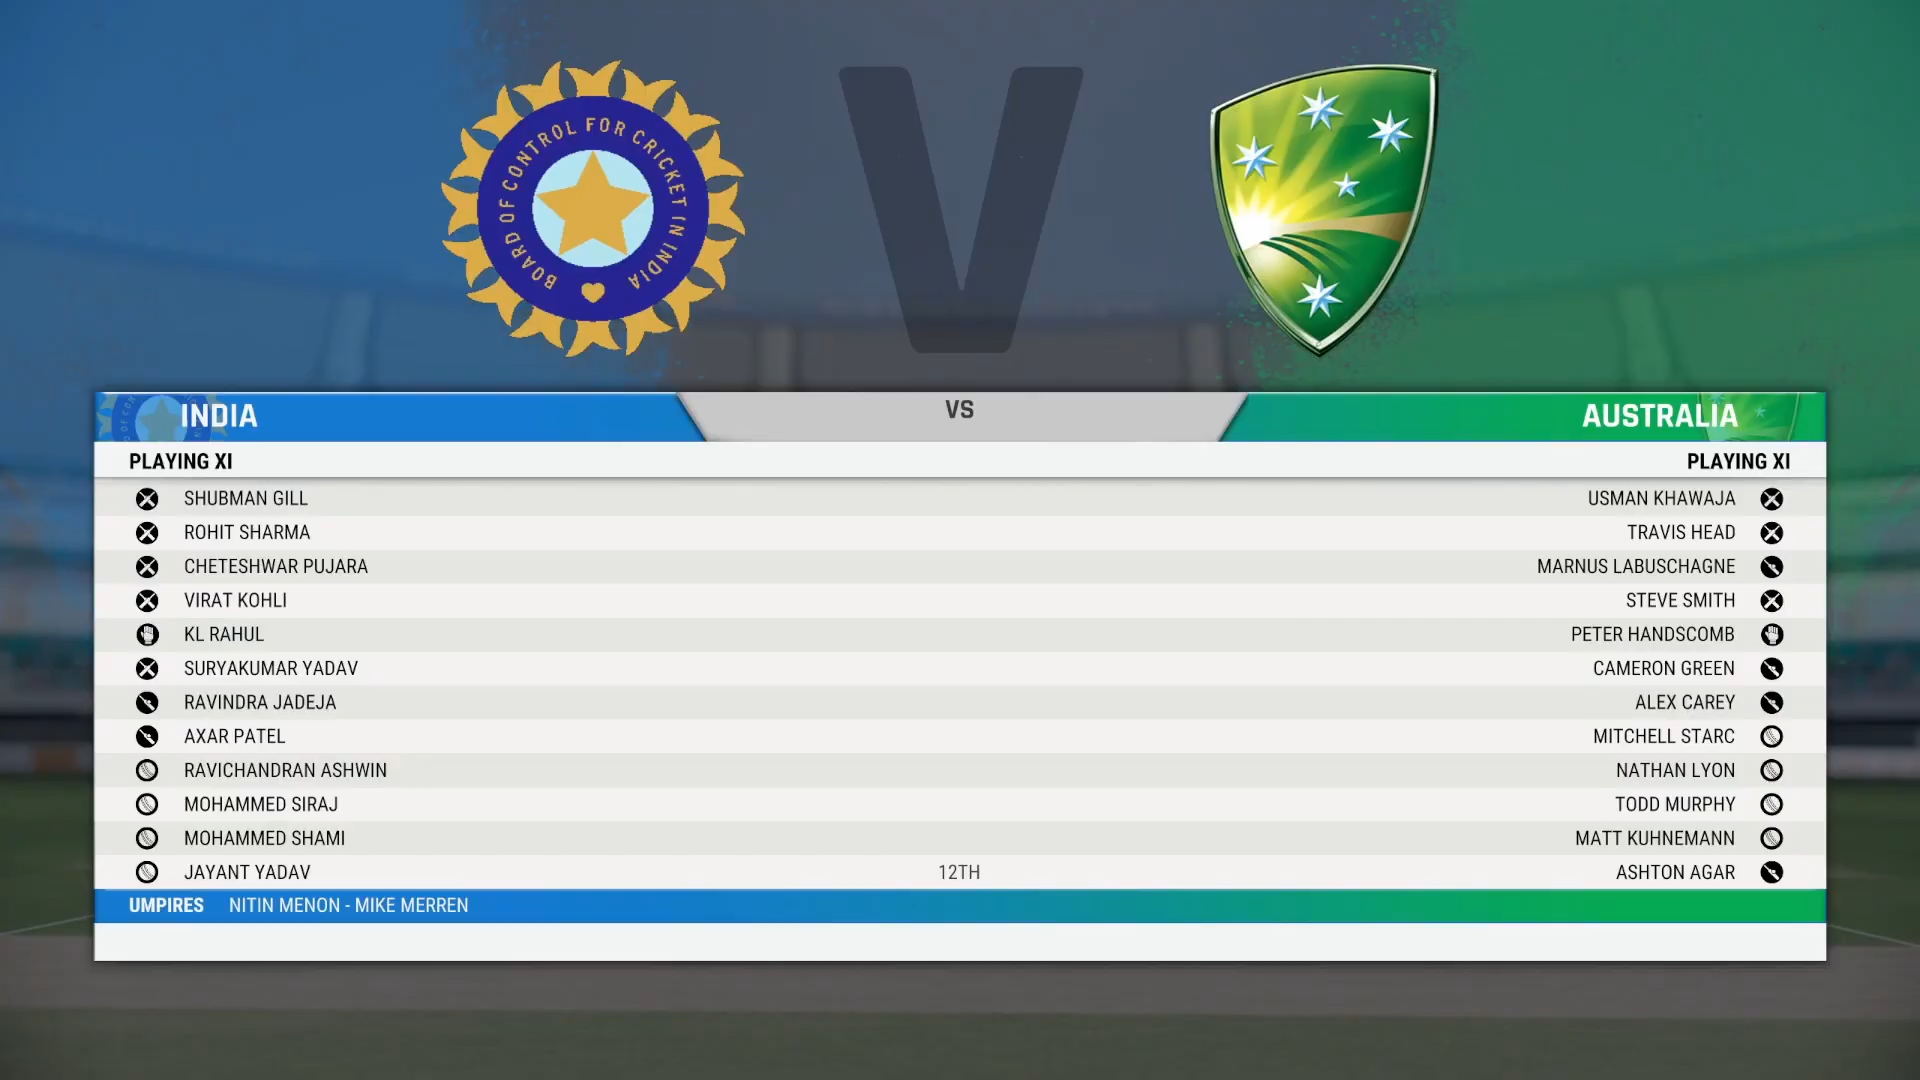 BOARD OF CONTROL FOR CRICKET IN INDIA
V
INDIA VS AUSTRALIA
PLAYING XI PLAYING XI
SHUBMAN GILL USMAN KHAWAJA
ROHIT SHARMA TRAVIS HEAD
CHETESHWAR PUJARA MARNUS LABUSCHAGNE
VIRAT KOHLI STEVE SMITH
KL RAHUL PETER HANDSCOMB
SURYAKUMAR YADAV CAMERON GREEN
RAVINDRA JADEJA ALEX CAREY
AXAR PATEL MITCHELL STARC
RAVICHANDRAN ASHWIN NATHAN LYON
MOHAMMED SIRAJ TODD MURPHY
MOHAMMED SHAMI MATT KUHNEMANN
JAYANT YADAV 12TH ASHTON AGAR
UMPIRES NITIN MENON - MIKE MERREN